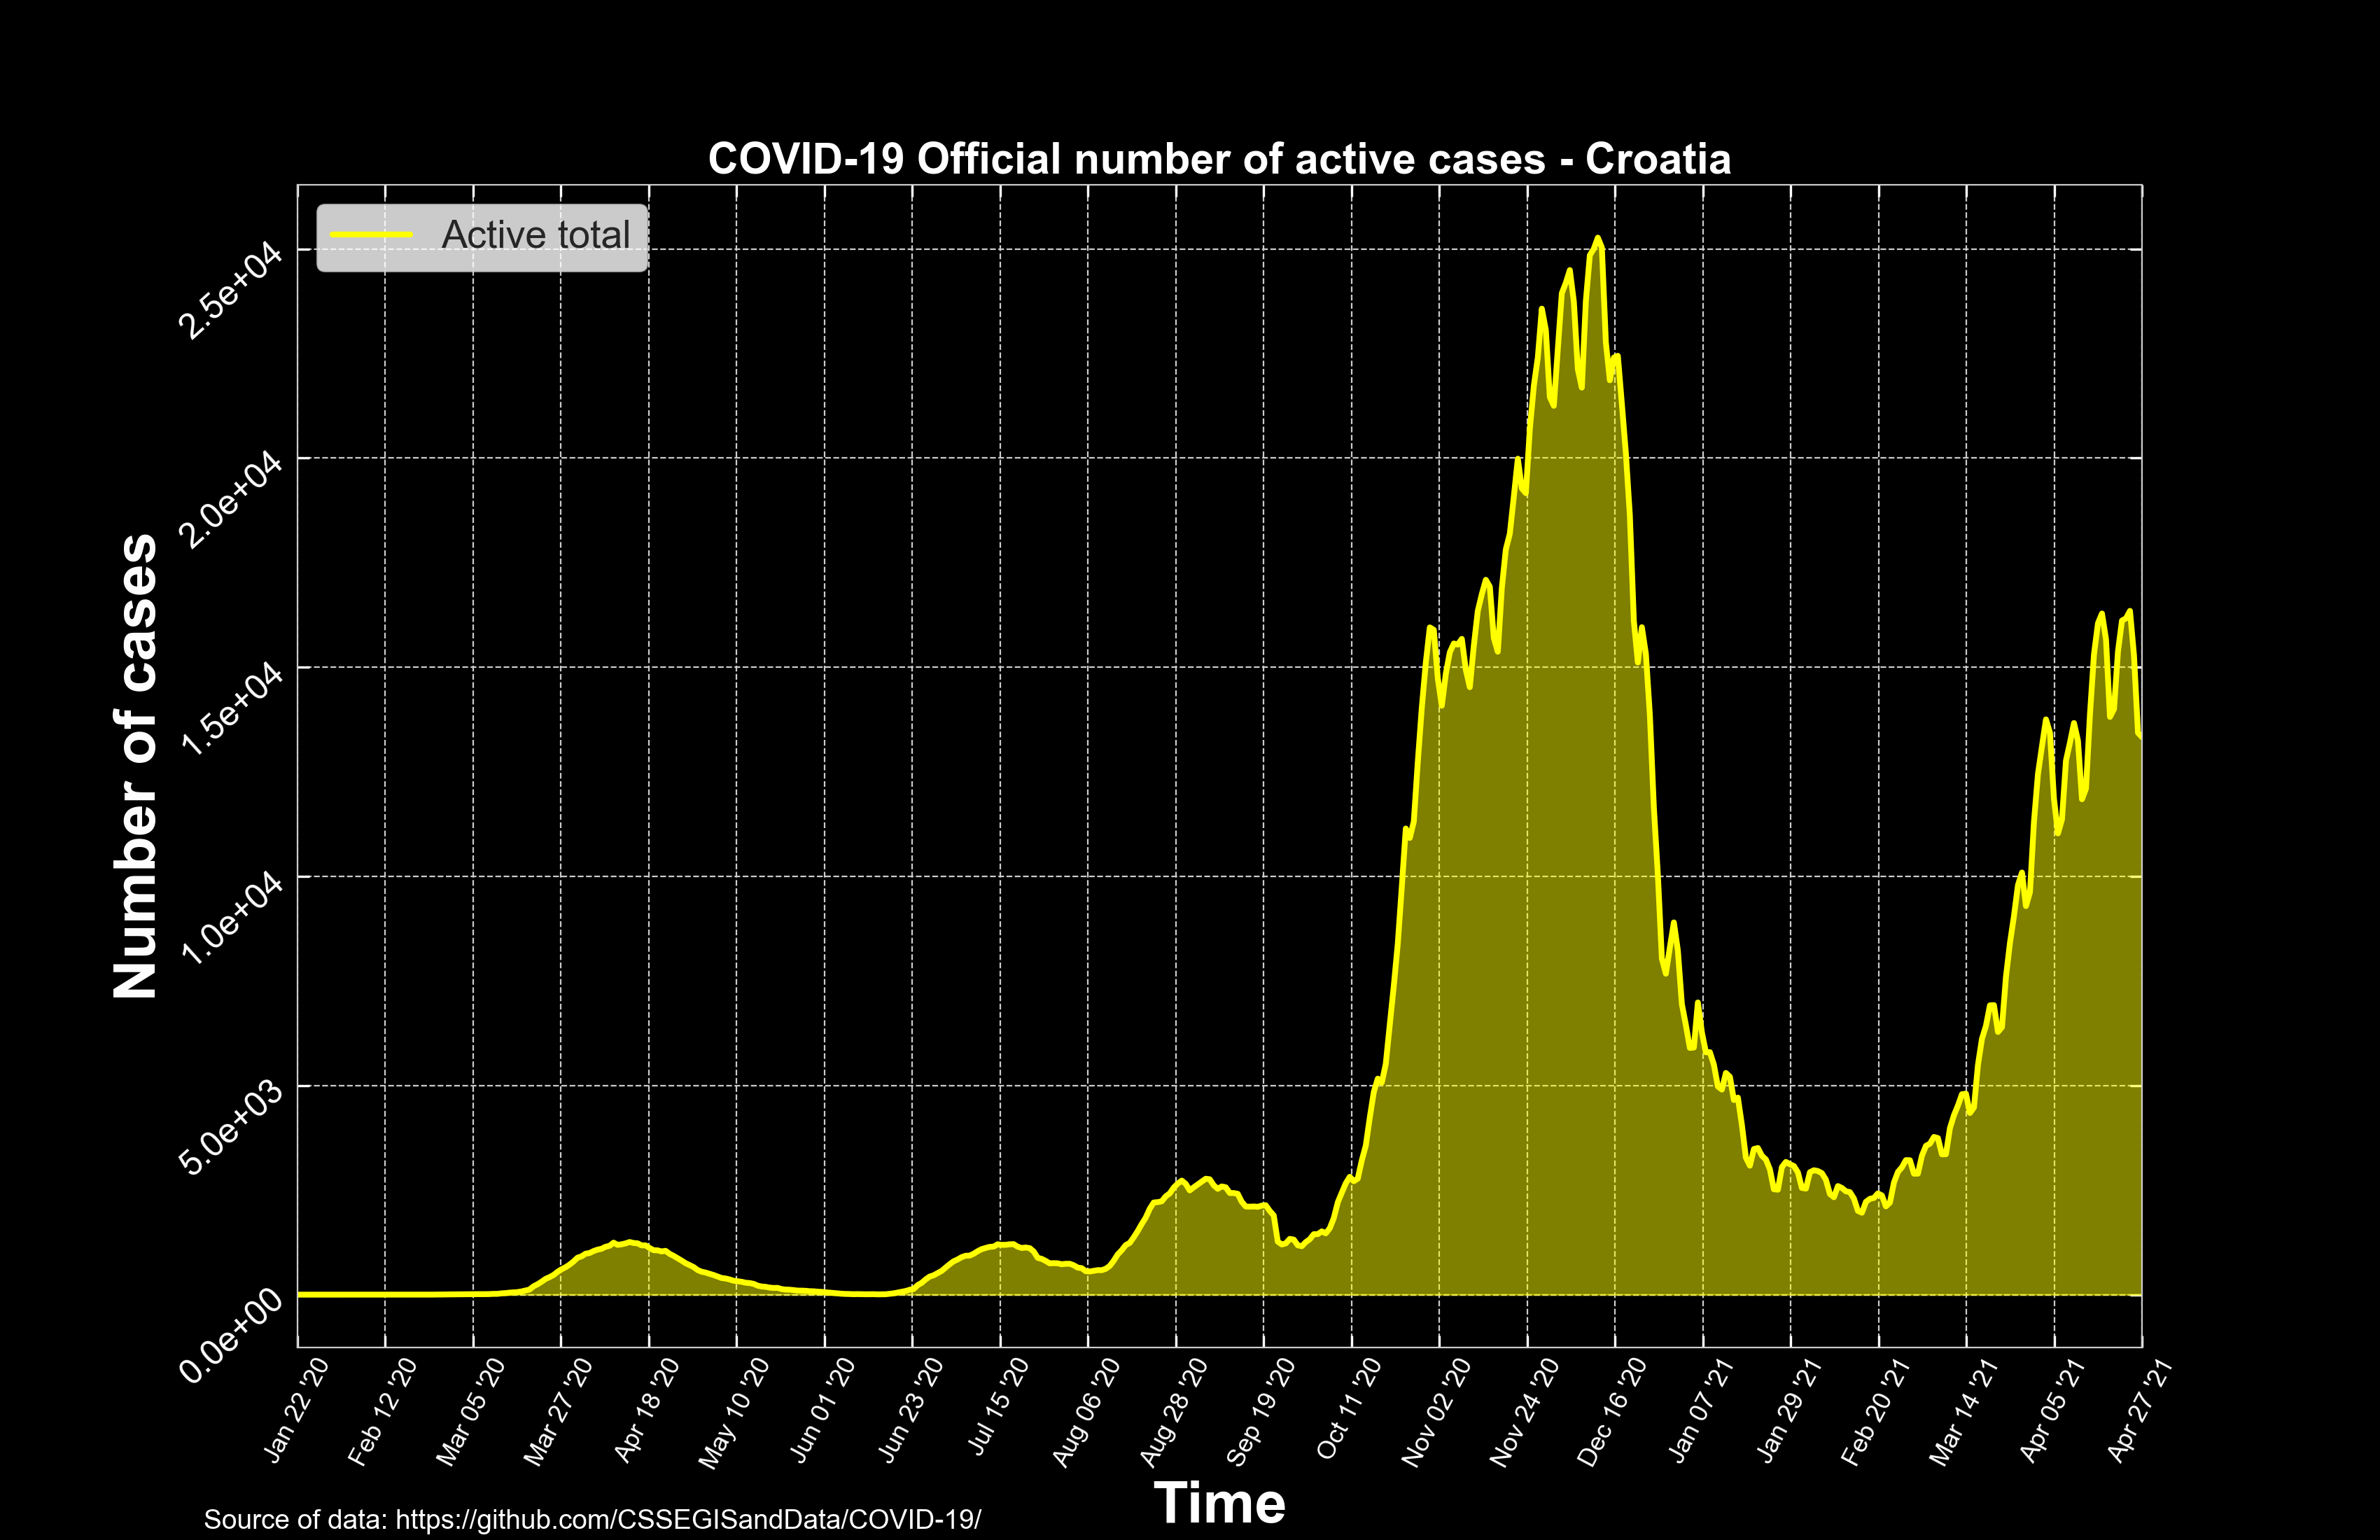 COVID-19 Official number of active cases - Croatia
Active total
Number of cases
2.5e+04
2.0e+04
1.5e+04
1.0e+04
5.0e+03
0.0e+00
Jan 22 '20
Feb 12 '20
Mar 05 '20
Mar 27 '20
Apr 18 '20
May 10 '20
Jun 01 '20
Jun 23 '20
Jul 15 '20
Aug 06 '20
Aug 28 '20
Sep 19 '20
Oct 11 '20
Nov 02 '20
Nov 24 '20
Dec 16 '20
Jan 07 '21
Jan 29 '21
Feb 20 '21
Mar 14 '21
Apr 05 '21
Apr 27 '21
Time
Source of data: https://github.com/CSSEGISandData/COVID-19/